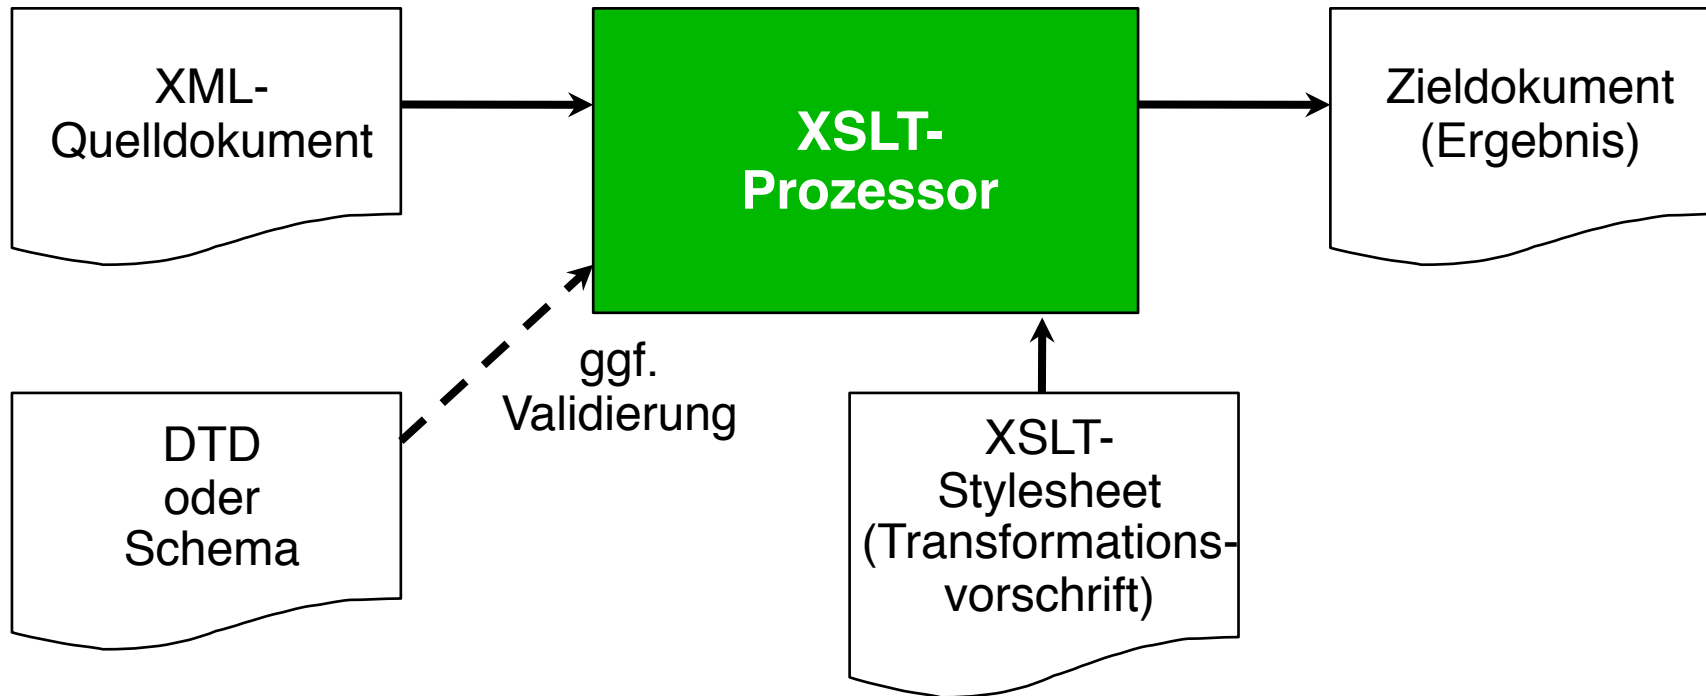 XML-
Quelldokument
XSLT-
Prozessor
Zieldokument
(Ergebnis)
ggf.
Validierung
DTD
oder
Schema
XSLT-
Stylesheet
(Transformations-
vorschrift)